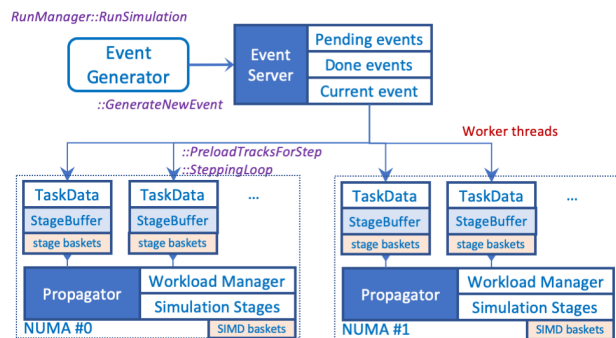 RunManager::RunSimulation
Event
Generator
Event
Server
Pending events
Done events
Current event
::GenerateNewEvent
Worker threads
::PreloadTracksForStep
::SteppingLoop
TaskData
StageBuffer
stage baskets
TaskData
StageBuffer
stage baskets
...
Propagator
Workload Manager
Simulation Stages
NUMA #0
SIMD baskets
TaskData
StageBuffer
stage baskets
TaskData
StageBuffer
stage baskets
...
Propagator
Workload Manager
Simulation Stages
NUMA #1
SIMD baskets